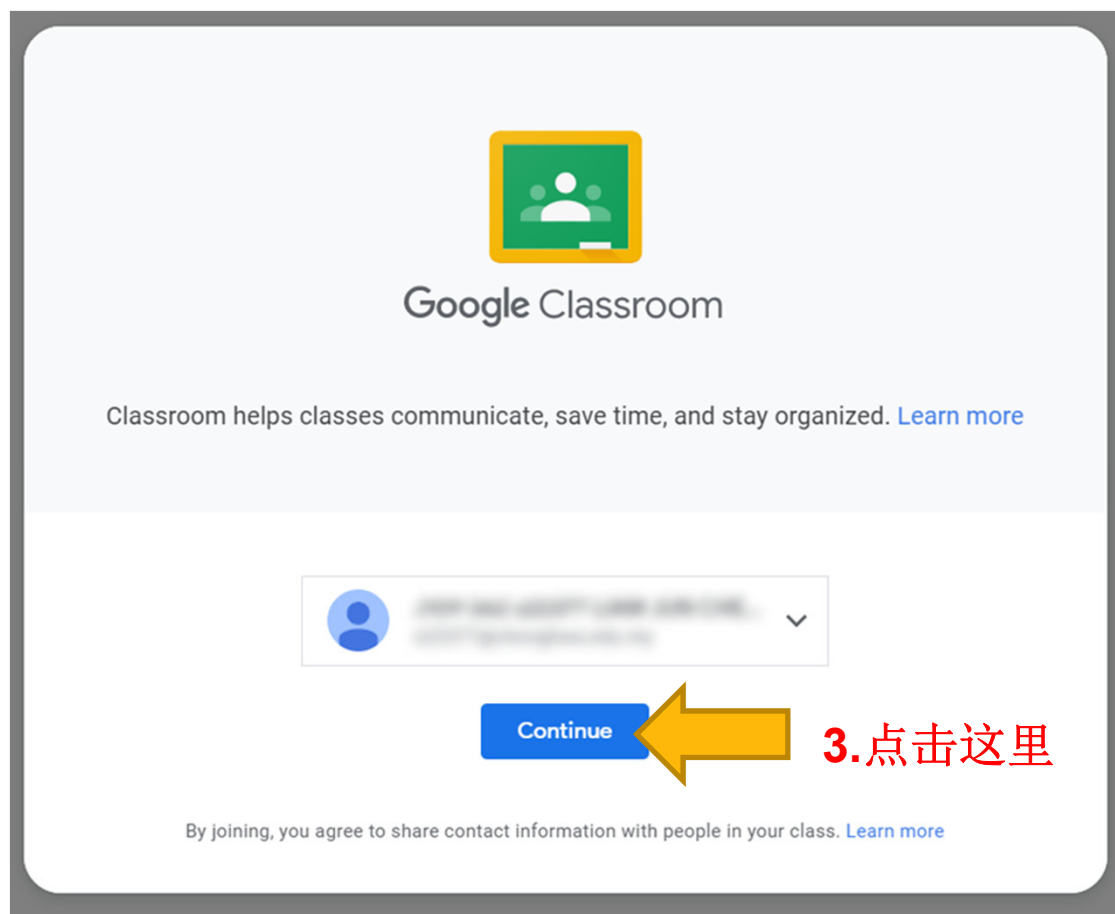 Google Classroom
Classroom helps classes communicate, save time, and stay organized. Learn more
Continue
3.点击这里
By joining, you agree to share contact information with people in your class. Learn more